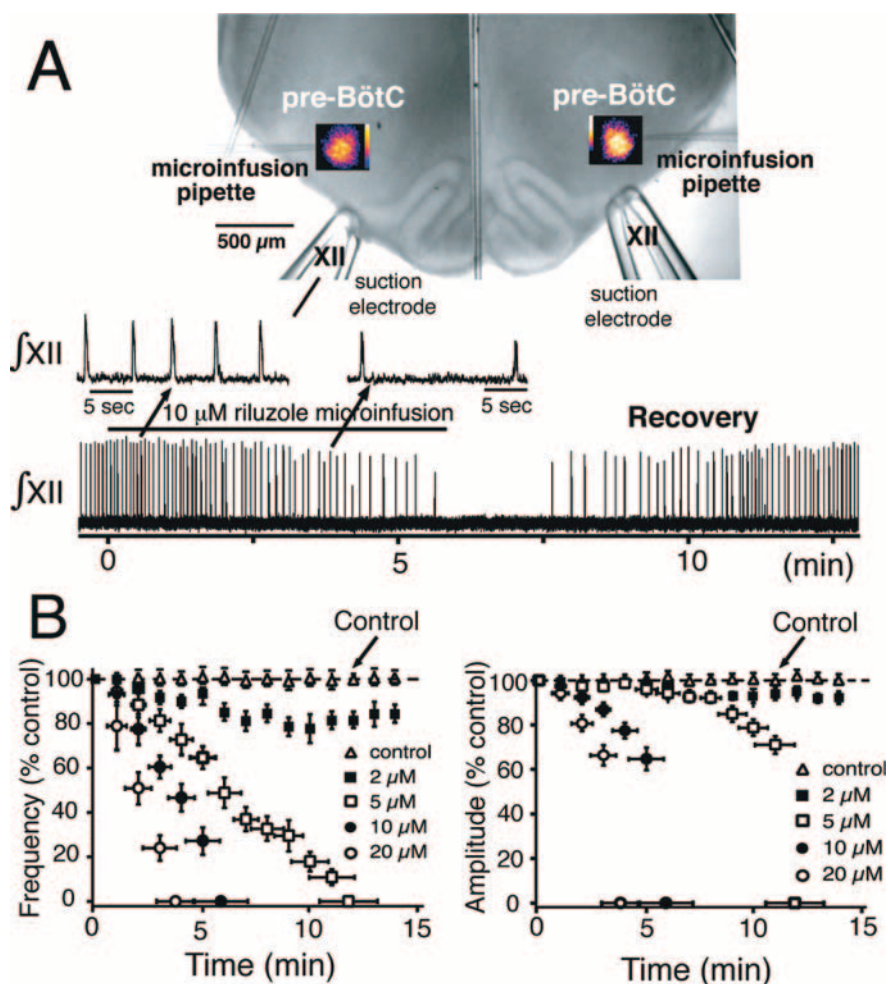 A
pre-BötC
pre-BötC
microinfusion
pipette
microinfusion
pipette
500 µm
XII
XII
suction
electrode
suction
electrode
∫XII
5 sec
5 sec
10 µM riluzole microinfusion
Recovery
∫XII
0
5
10
(min)
B
Control
Frequency (% control)
100
80
60
40
20
0
control
2 µM
5 µM
10 µM
20 µM
0
5
10
15
Time (min)
Control
Amplitude (% control)
100
80
60
40
20
0
control
2 µM
5 µM
10 µM
20 µM
0
5
10
15
Time (min)